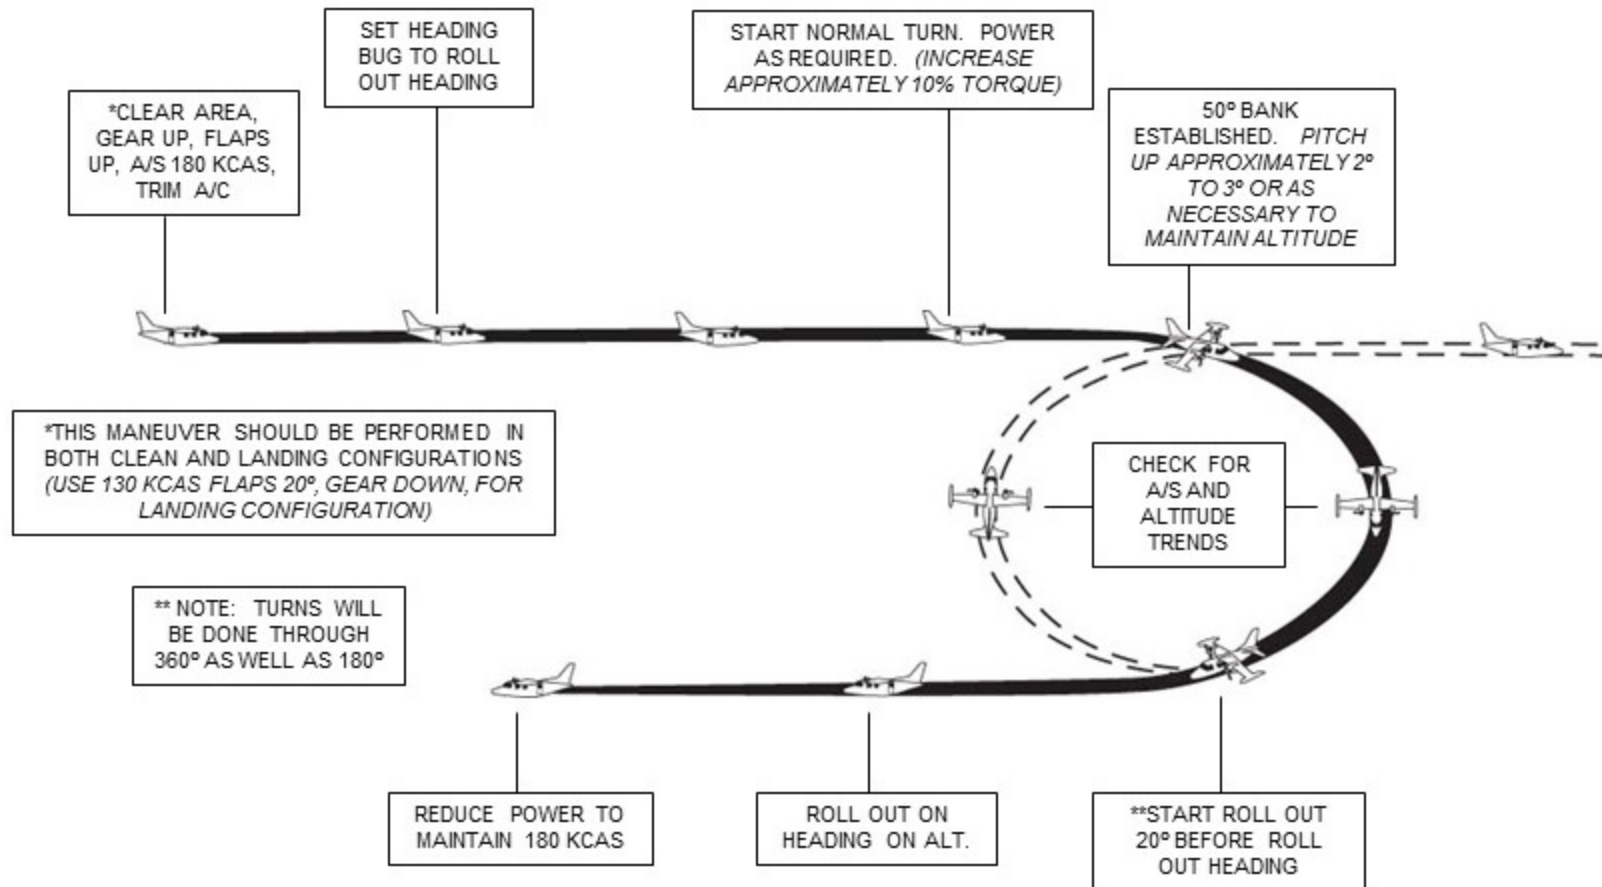 SET HEADING
BUG TO ROLL
OUT HEADING
START NORMAL TURN. POWER
AS REQUIRED. (INCREASE
APPROXIMATELY 10% TORQUE)
*CLEAR AREA,
GEAR UP, FLAPS
UP, A/S 180 KCAS,
TRIM A/C
50º BANK
ESTABLISHED. PITCH
UP APPROXIMATELY 2º
TO 3º OR AS
NECESSARY TO
MAINTAIN ALTITUDE
*THIS MANEUVER SHOULD BE PERFORMED IN
BOTH CLEAN AND LANDING CONFIGURATIONS
(USE 130 KCAS FLAPS 20º, GEAR DOWN, FOR
LANDING CONFIGURATION)
CHECK FOR
A/S AND
ALTITUDE
TRENDS
** NOTE: TURNS WILL
BE DONE THROUGH
360º AS WELL AS 180º
REDUCE POWER TO
MAINTAIN 180 KCAS
ROLL OUT ON
HEADING ON ALT.
**START ROLL OUT
20º BEFORE ROLL
OUT HEADING